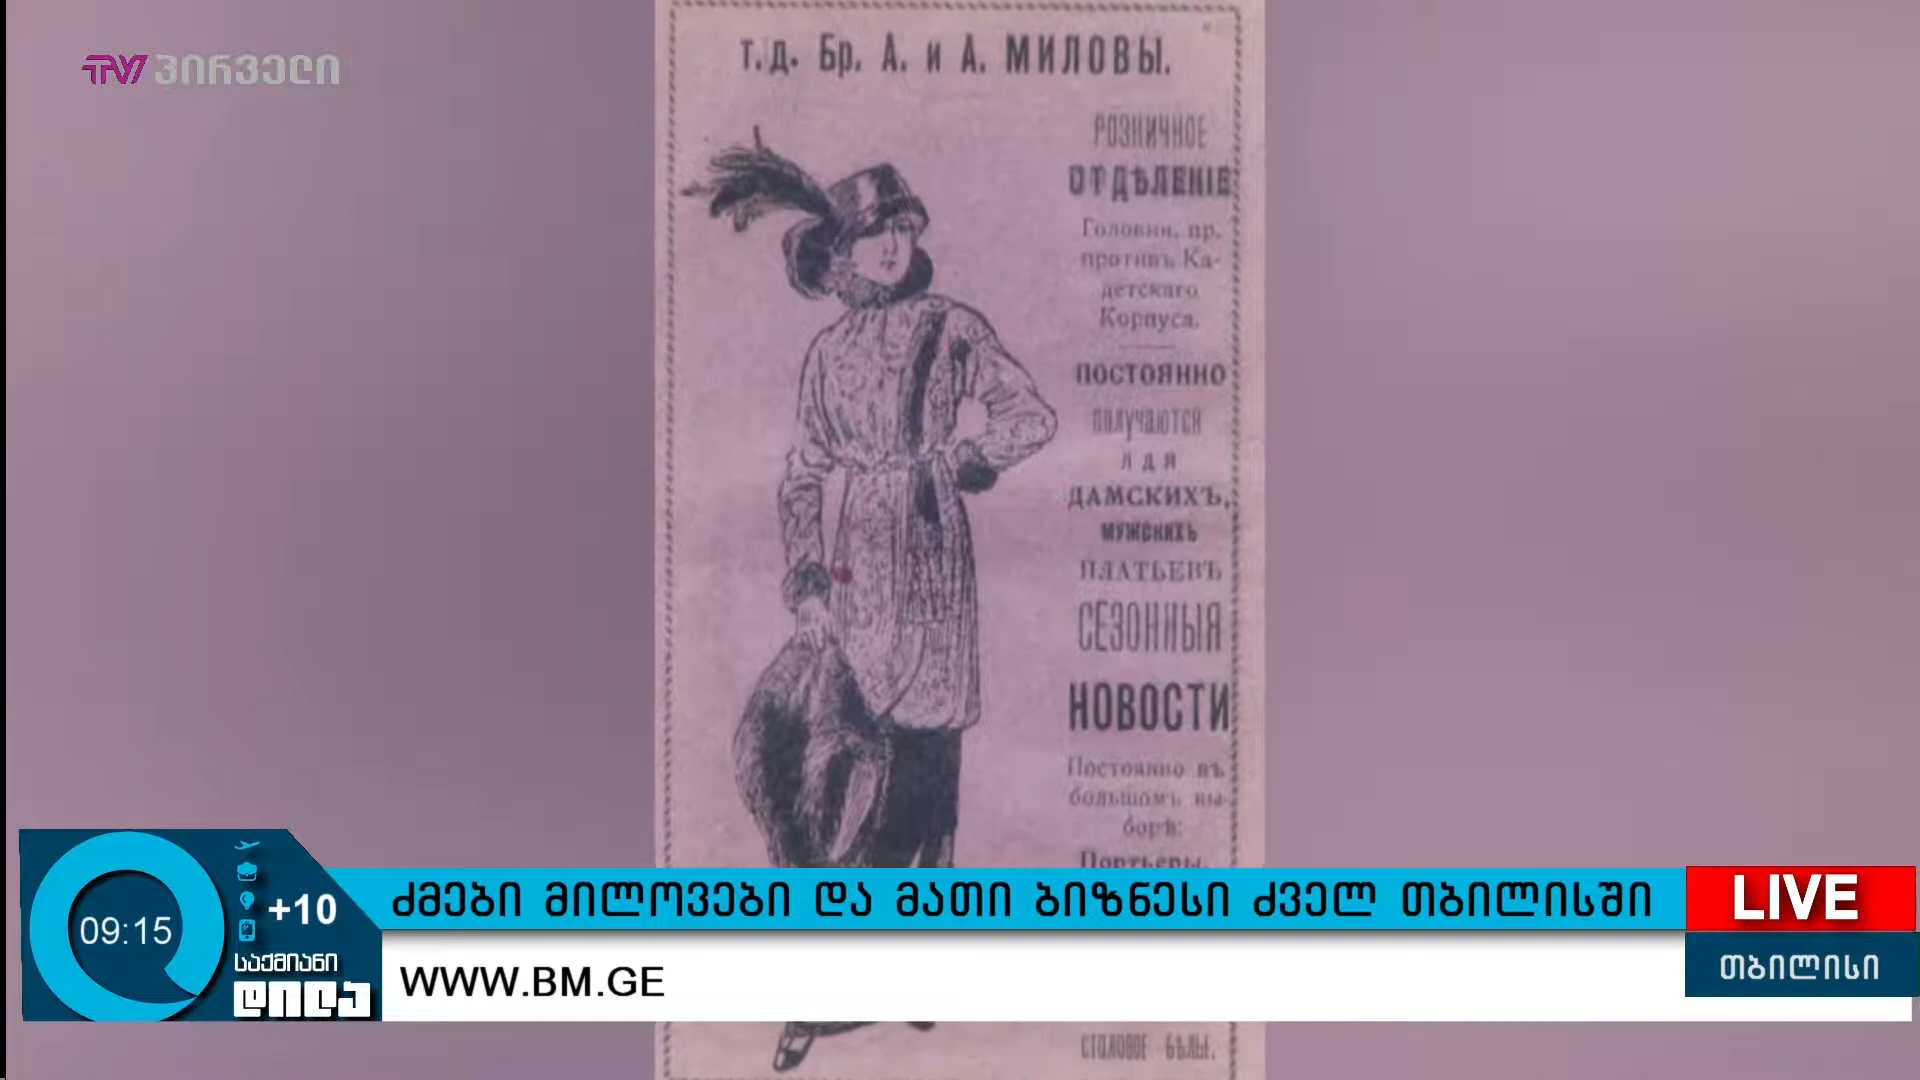 TV პირველი
т.д. Бр. А. и А. МИЛОВЫ.
РОЗНИЧНОЕ
ОТДѢЛЕНІЕ
Головин. пр.
противъ Ка-
детскаго
Корпуса.
ПОСТОЯННО
получаются
для
ДАМСКИХЪ,
МУЖСКИХЪ
ПЛАТЬЕВЪ
СЕЗОННЫЯ
НОВОСТИ
Постоянно въ
большомъ вы-
борѣ:
Портьеры,
СТОЛОВОЕ БѢЛЬЕ.
09:15
+10
საქმიანი
დილა
ძმები მილოვები და მათი ბიზნესი ძველ თბილისში
WWW.BM.GE
LIVE
თბილისი